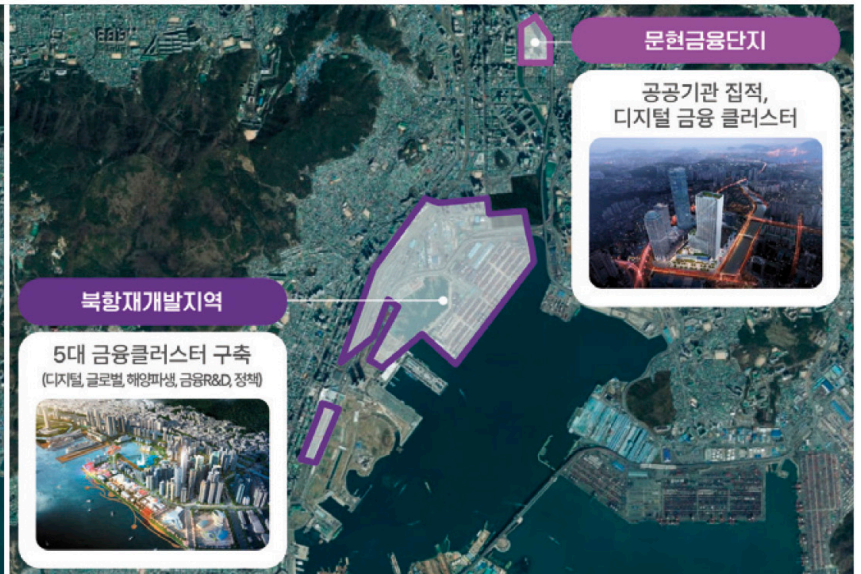 문현금융단지
공공기관 집적,
디지털 금융 클러스터
북항재개발지역
5대 금융클러스터 구축
(디지털, 글로벌, 해양파생, 금융R&D, 정책)